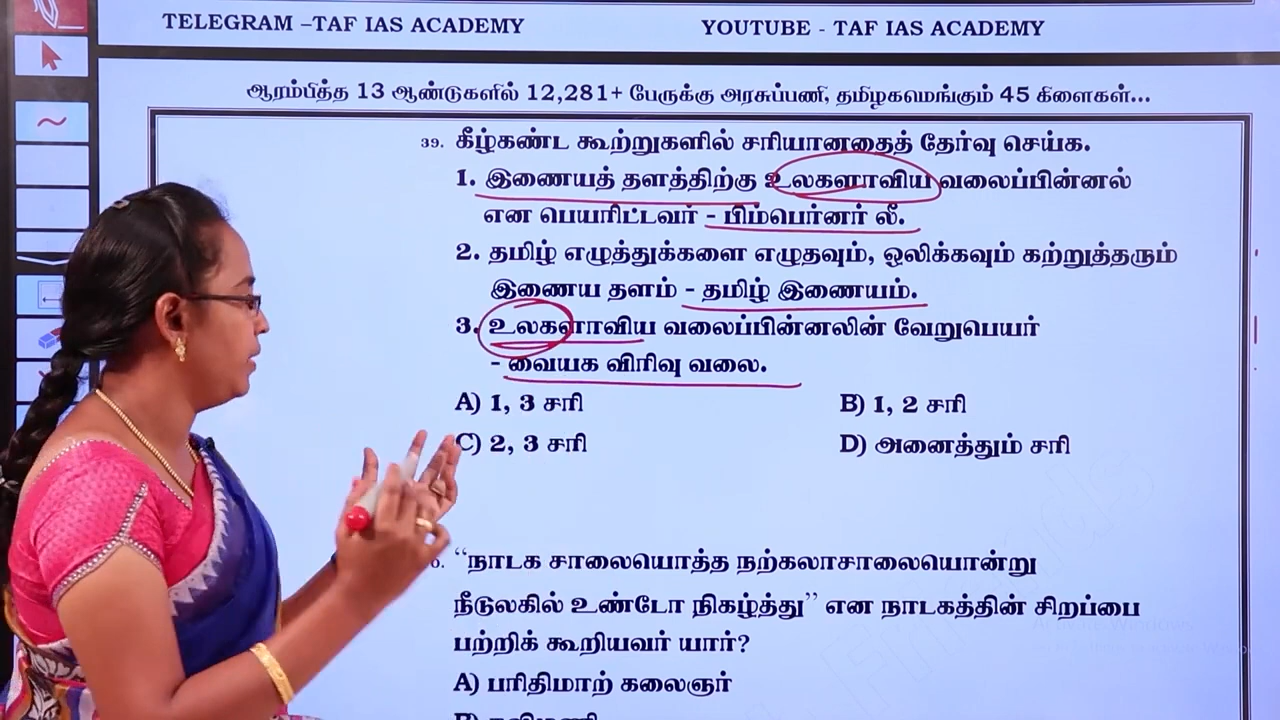 TELEGRAM –TAF IAS ACADEMY YOUTUBE - TAF IAS ACADEMY
ஆரம்பித்த 13 ஆண்டுகளில் 12,281+ பேருக்கு அரசுப்பணி, தமிழகமெங்கும் 45 கிளைகள்...
39. கீழ்கண்ட கூற்றுகளில் சரியானதைத் தேர்வு செய்க.
1. இணையத் தளத்திற்கு உலகளாவிய வலைப்பின்னல்
என பெயரிட்டவர் - பிம்பெர்னர் லீ.
2. தமிழ் எழுத்துக்களை எழுதவும், ஒலிக்கவும் கற்றுத்தரும்
இணைய தளம் - தமிழ் இணையம்.
3. உலகளாவிய வலைப்பின்னலின் வேறுபெயர்
- வையக விரிவு வலை.
A) 1, 3 சரி B) 1, 2 சரி
C) 2, 3 சரி D) அனைத்தும் சரி
“நாடக சாலையொத்த நற்கலாசாலையொன்று
நீடுலகில் உண்டோ நிகழ்த்து” என நாடகத்தின் சிறப்பை
பற்றிக் கூறியவர் யார்?
A) பரிதிமாற் கலைஞர்